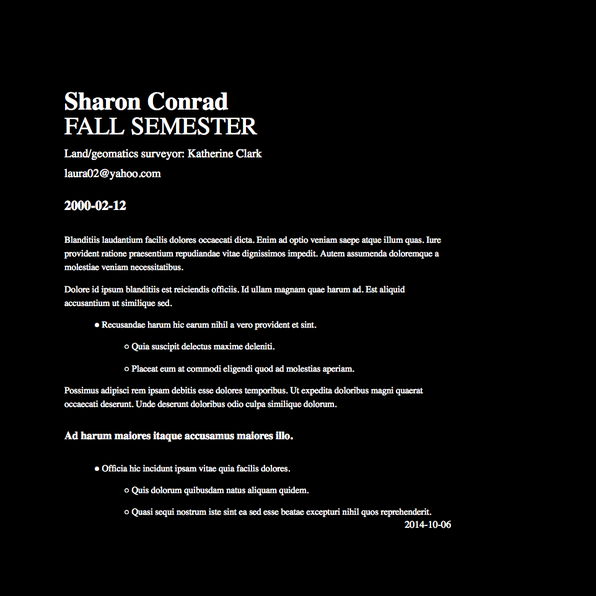 Sharon Conrad
FALL SEMESTER
Land/geomatics surveyor: Katherine Clark
laura02@yahoo.com
2000-02-12
Blanditiis laudantium facilis dolores occaecati dicta. Enim ad optio veniam saepe atque illum quas. Iure
provident ratione praesentium repudiandae vitae dignissimos impedit. Autem assumenda doloremque a
molestiae veniam necessitatibus.
Dolore id ipsum blanditiis est reiciendis officiis. Id ullam magnam quae harum ad. Est aliquid
accusantium ut similique sed.
● Recusandae harum hic earum nihil a vero provident et sint.
○ Quia suscipit delectus maxime deleniti.
○ Placeat eum at commodi eligendi quod ad molestias aperiam.
Possimus adipisci rem ipsam debitis esse dolores temporibus. Ut expedita doloribus magni quaerat
occaecati deserunt. Unde deserunt doloribus odio culpa similique dolorum.
Ad harum maiores itaque accusamus maiores illo.
● Officia hic incidunt ipsam vitae quia facilis dolores.
○ Quis dolorum quibusdam natus aliquam quidem.
○ Quasi sequi nostrum iste sint ea sed esse beatae excepturi nihil quos reprehenderit.
2014-10-06